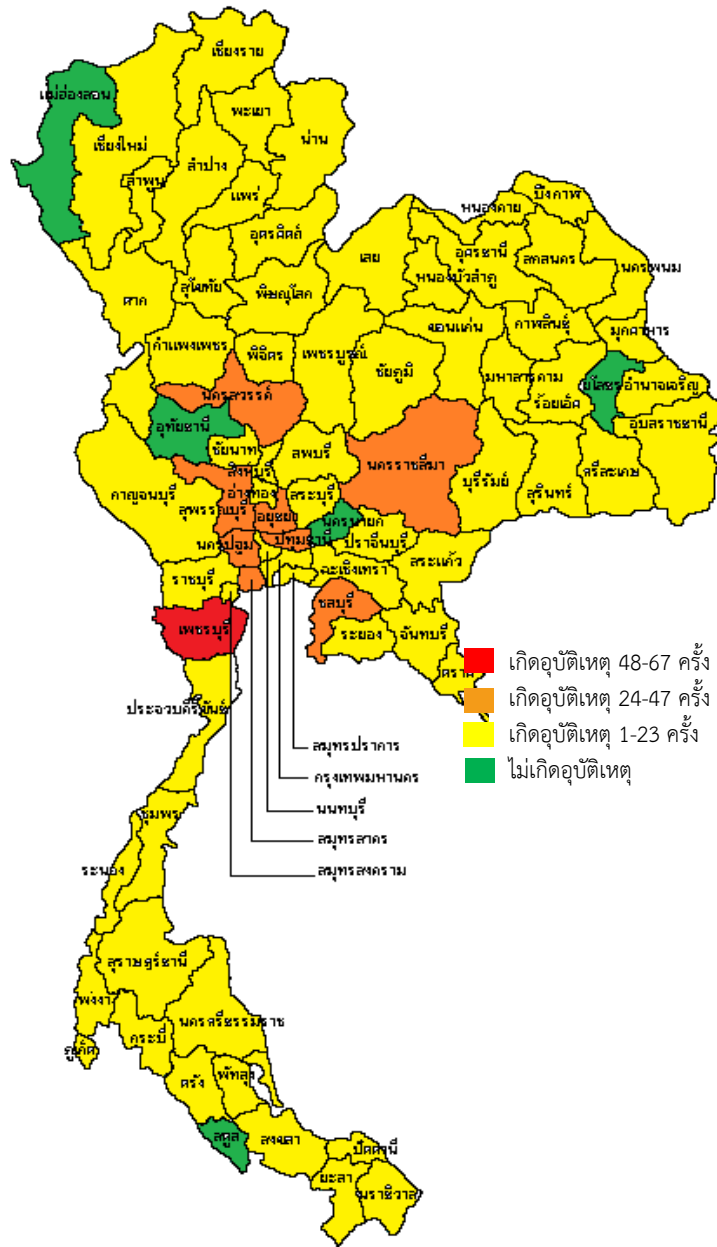 เชียงราย
แม่ฮ่องสอน
พะเยา
เชียงใหม่
น่าน
ลำปาง
ลำพูน
แพร่
บึงกาฬ
หนองคาย
อุตรดิตถ์
อุดรธานี
เลย
สกลนคร
นครพนม
หนองบัวลำภู
สุโขทัย
พิษณุโลก
ตาก
ขอนแก่น
กาฬสินธุ์
มุกดาหาร
กำแพงเพชร
พิจิตร
เพชรบูรณ์
ชัยภูมิ
มหาสารคาม
ยโสธร
อำนาจเจริญ
นครสวรรค์
ร้อยเอ็ด
อุบลราชธานี
อุทัยธานี
ชัยนาท
ลพบุรี
นครราชสีมา
บุรีรัมย์
สุรินทร์
ศรีสะเกษ
สิงห์บุรี
กาญจนบุรี
อ่างทอง
สระบุรี
สุพรรณบุรี
อยุธยา
นครนายก
ปทุมธานี
ปราจีนบุรี
นครปฐม
สระแก้ว
ฉะเชิงเทรา
ราชบุรี
ชลบุรี
เพชรบุรี
ระยอง
จันทบุรี
ตราด
เกิดอุบัติเหตุ 48-67 ครั้ง
เกิดอุบัติเหตุ 24-47 ครั้ง
เกิดอุบัติเหตุ 1-23 ครั้ง
ไม่เกิดอุบัติเหตุ
ประจวบคีรีขันธ์
สมุทรปราการ
กรุงเทพมหานคร
นนทบุรี
สมุทรสาคร
สมุทรสงคราม
ชุมพร
ระนอง
สุราษฎร์ธานี
พังงา
นครศรีธรรมราช
กระบี่
ภูเก็ต
ตรัง
พัทลุง
สตูล
สงขลา
ปัตตานี
ยะลา
นราธิวาส